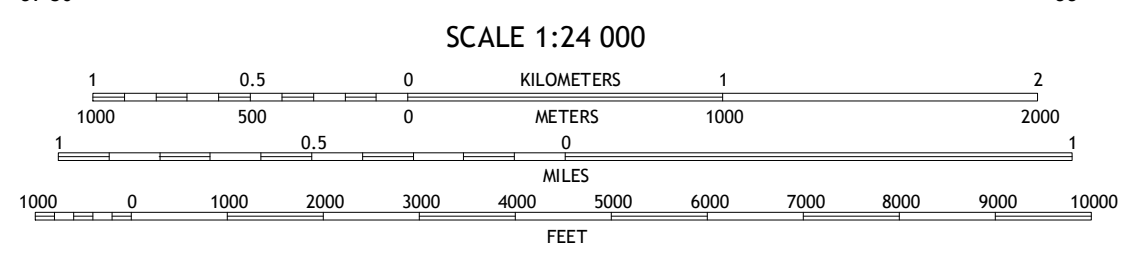 SCALE 1:24 000
1 0.5 0 KILOMETERS 1 2
1000 500 0 METERS 1000 2000
1 0.5 0 1
MILES
1000 0 1000 2000 3000 4000 5000 6000 7000 8000 9000 10000
FEET